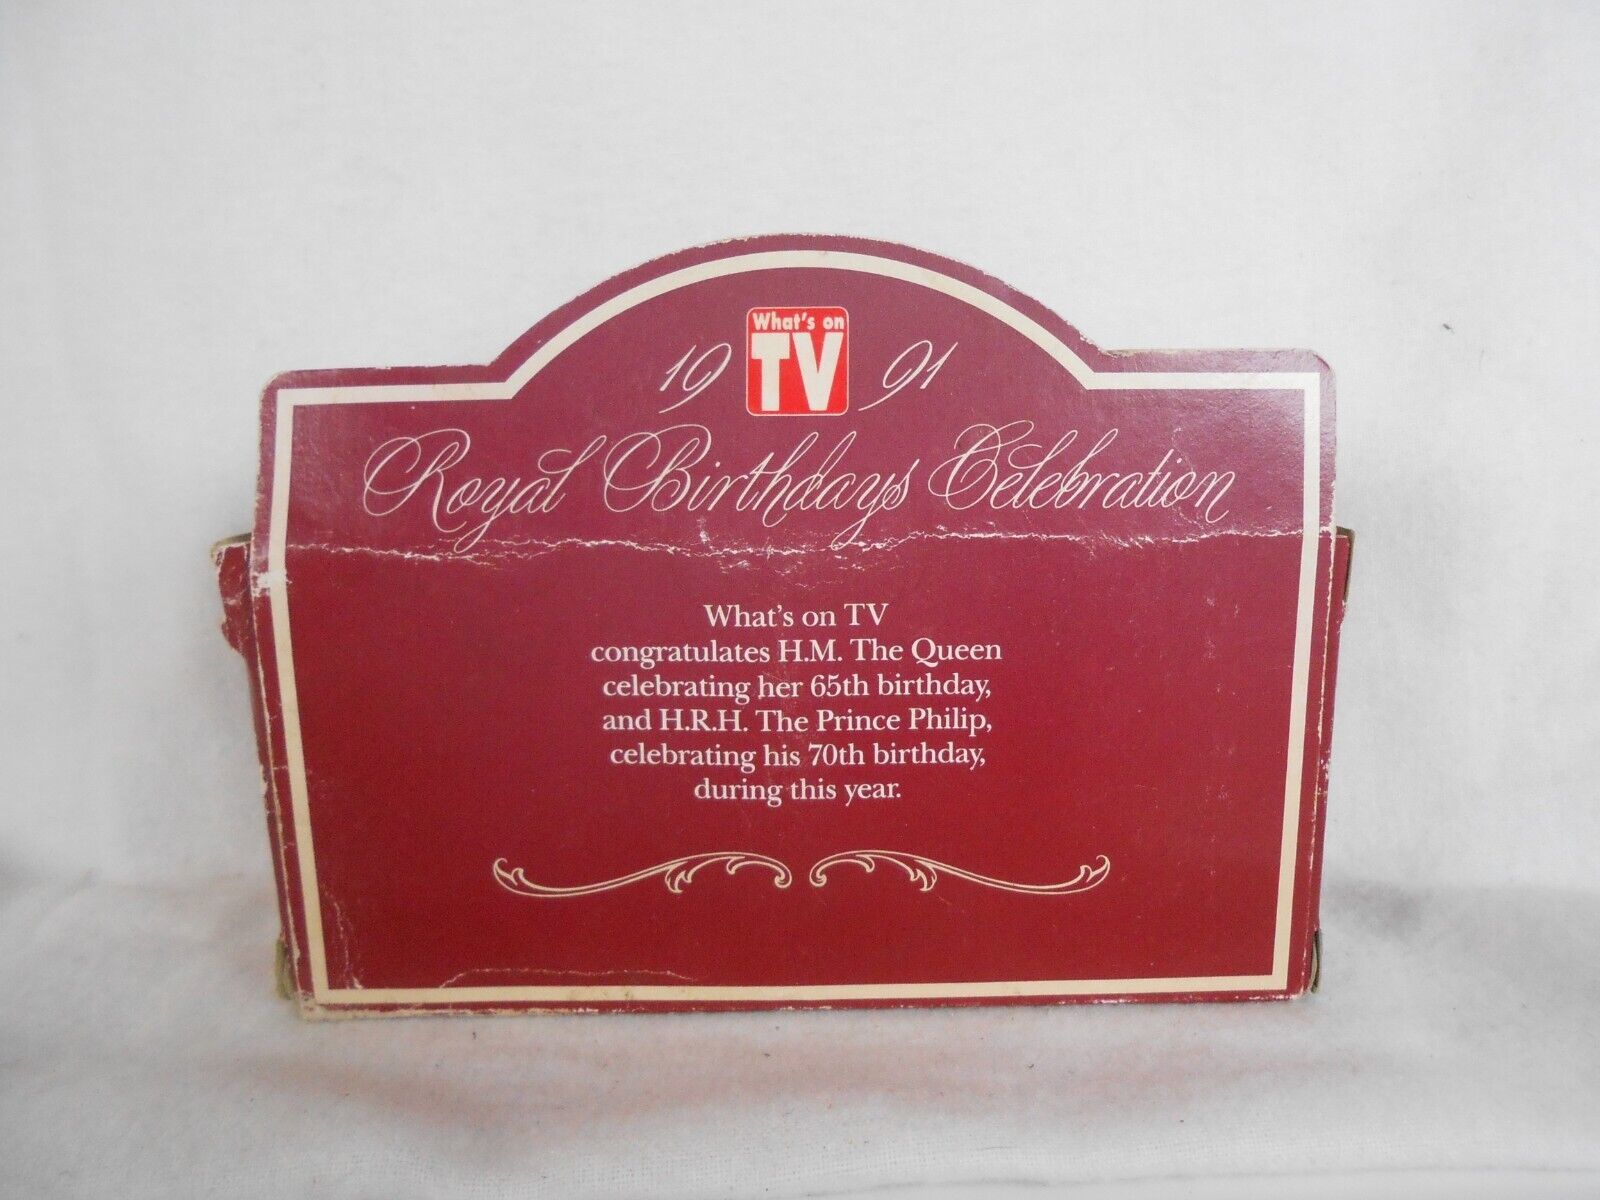 What's on
19 TV 91
Royal Birthdays Celebration
What's on TV
congratulates H.M. The Queen
celebrating her 65th birthday,
and H.R.H. The Prince Philip,
celebrating his 70th birthday,
during this year.